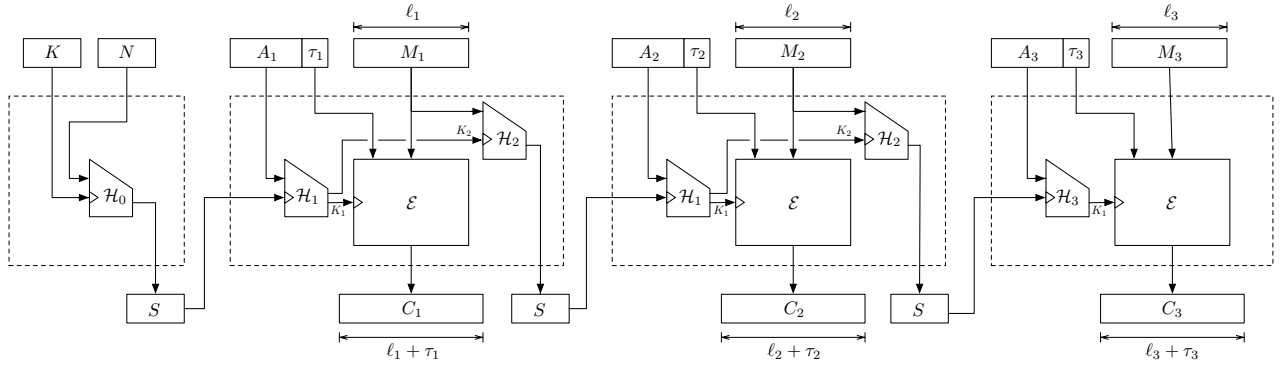 ℓ₁ ℓ₂ ℓ₃
K N A₁ τ₁ M₁ A₂ τ₂ M₂ A₃ τ₃ M₃
K₂ ℋ₂ K₂ ℋ₂
ℋ₀ ℋ₁ K₁ ℰ ℋ₁ K₁ ℰ ℋ₃ K₁ ℰ
S C₁ S C₂ S C₃
ℓ₁ + τ₁ ℓ₂ + τ₂ ℓ₃ + τ₃